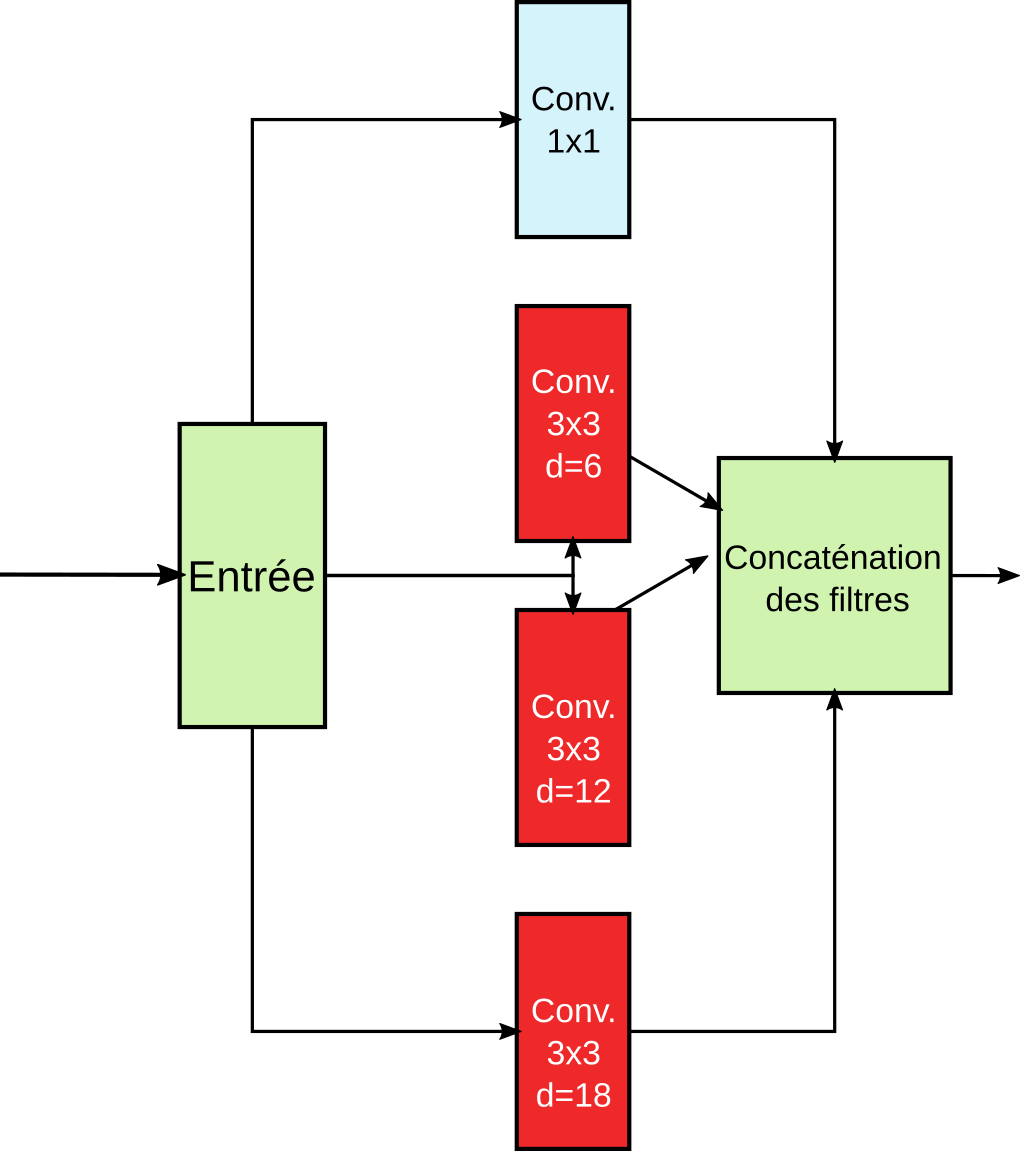 Conv.
1x1
Conv.
3x3
d=6
Entrée
Concaténation
des filtres
Conv.
3x3
d=12
Conv.
3x3
d=18